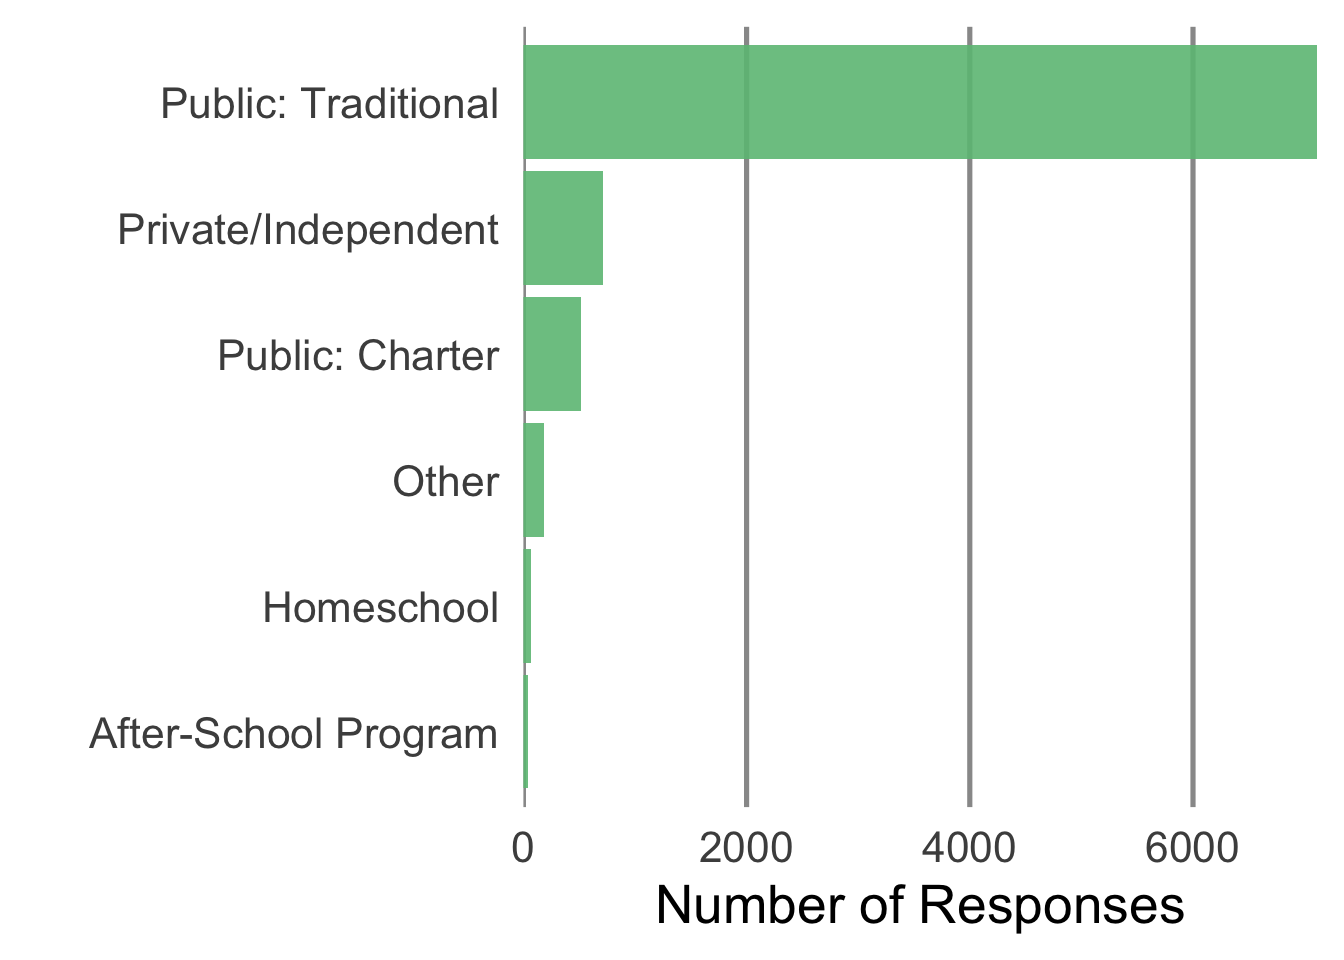 Public: Traditional
Private/Independent
Public: Charter
Other
Homeschool
After-School Program
0 2000 4000 6000
Number of Responses